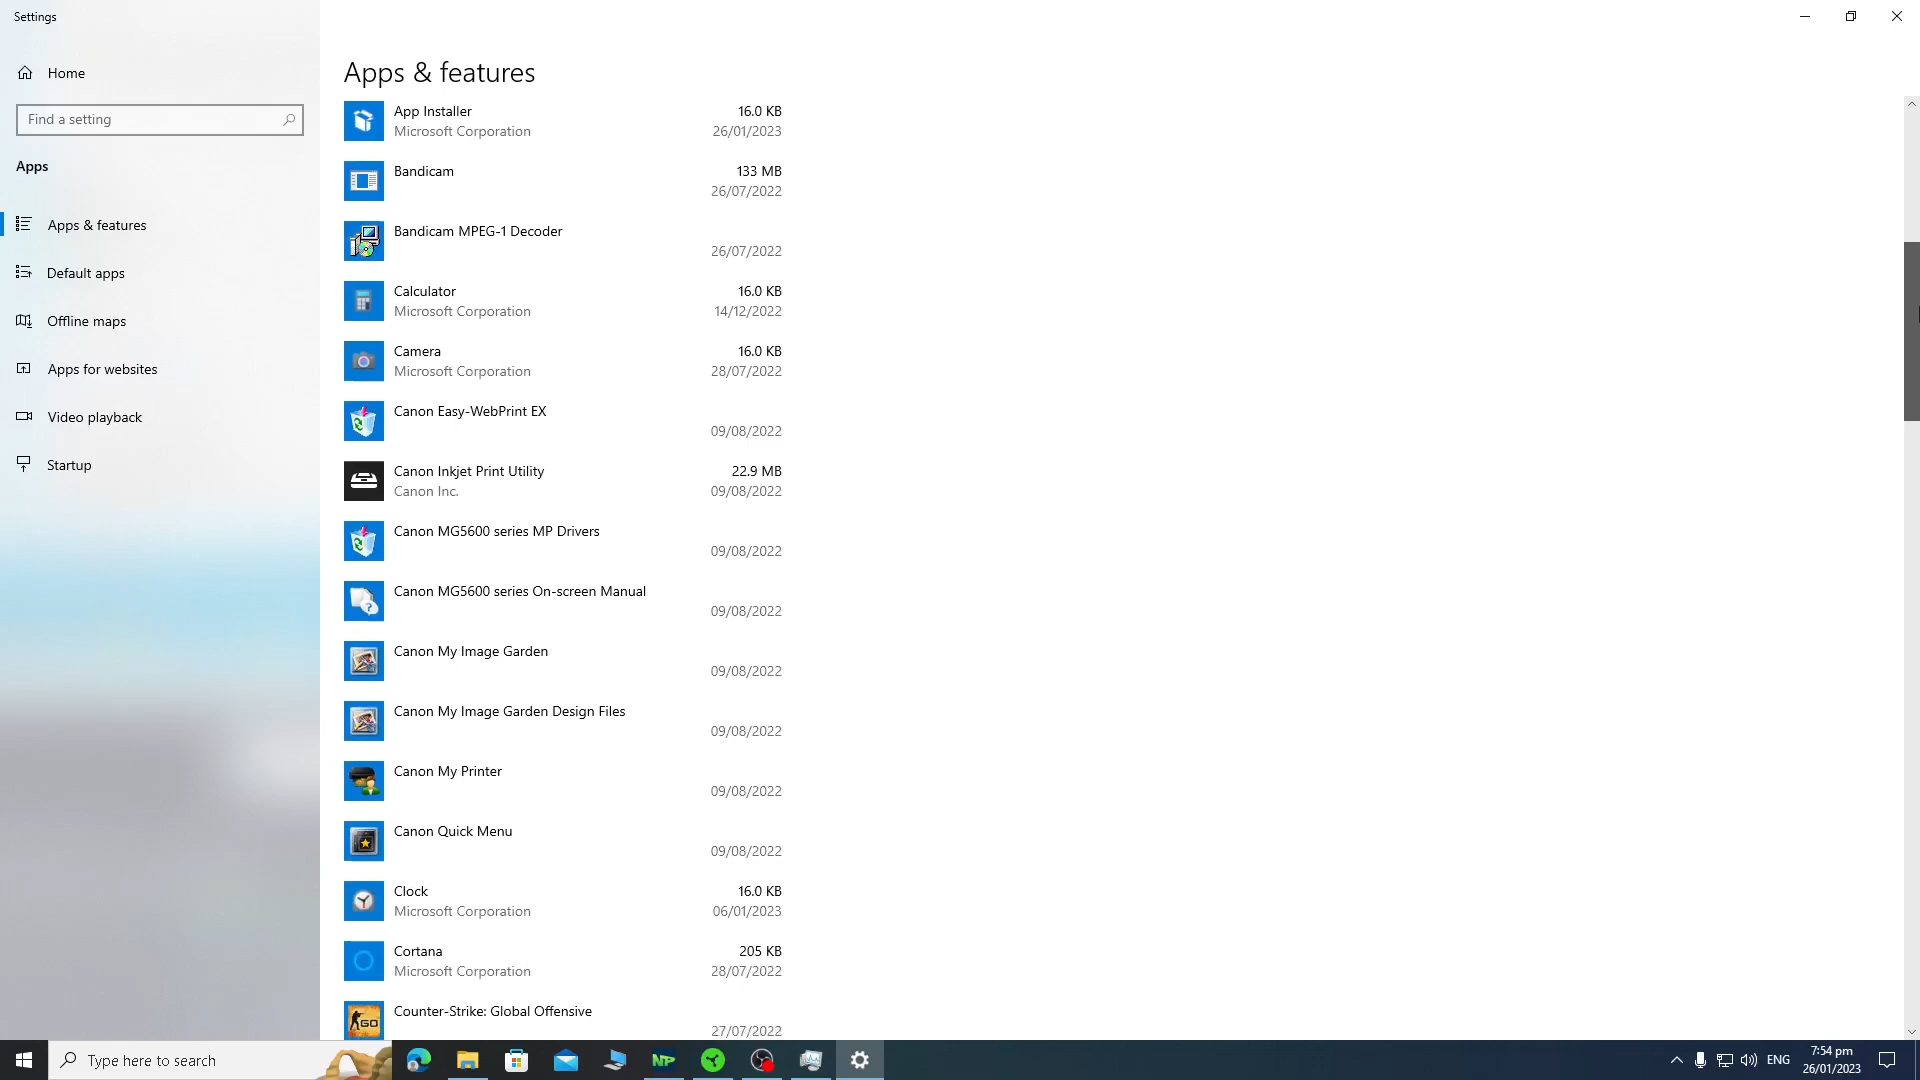 Settings
Home
Find a setting
Apps
Apps & features
Default apps
Offline maps
Apps for websites
Video playback
Startup
Apps & features
App Installer 16.0 KB
Microsoft Corporation 26/01/2023
Bandicam 133 MB
26/07/2022
Bandicam MPEG-1 Decoder
26/07/2022
Calculator 16.0 KB
Microsoft Corporation 14/12/2022
Camera 16.0 KB
Microsoft Corporation 28/07/2022
Canon Easy-WebPrint EX
09/08/2022
Canon Inkjet Print Utility 22.9 MB
Canon Inc. 09/08/2022
Canon MG5600 series MP Drivers
09/08/2022
Canon MG5600 series On-screen Manual
09/08/2022
Canon My Image Garden
09/08/2022
Canon My Image Garden Design Files
09/08/2022
Canon My Printer
09/08/2022
Canon Quick Menu
09/08/2022
Clock 16.0 KB
Microsoft Corporation 06/01/2023
Cortana 205 KB
Microsoft Corporation 28/07/2022
GO Counter-Strike: Global Offensive
27/07/2022
Type here to search
NP
ENG
7:54 pm
26/01/2023